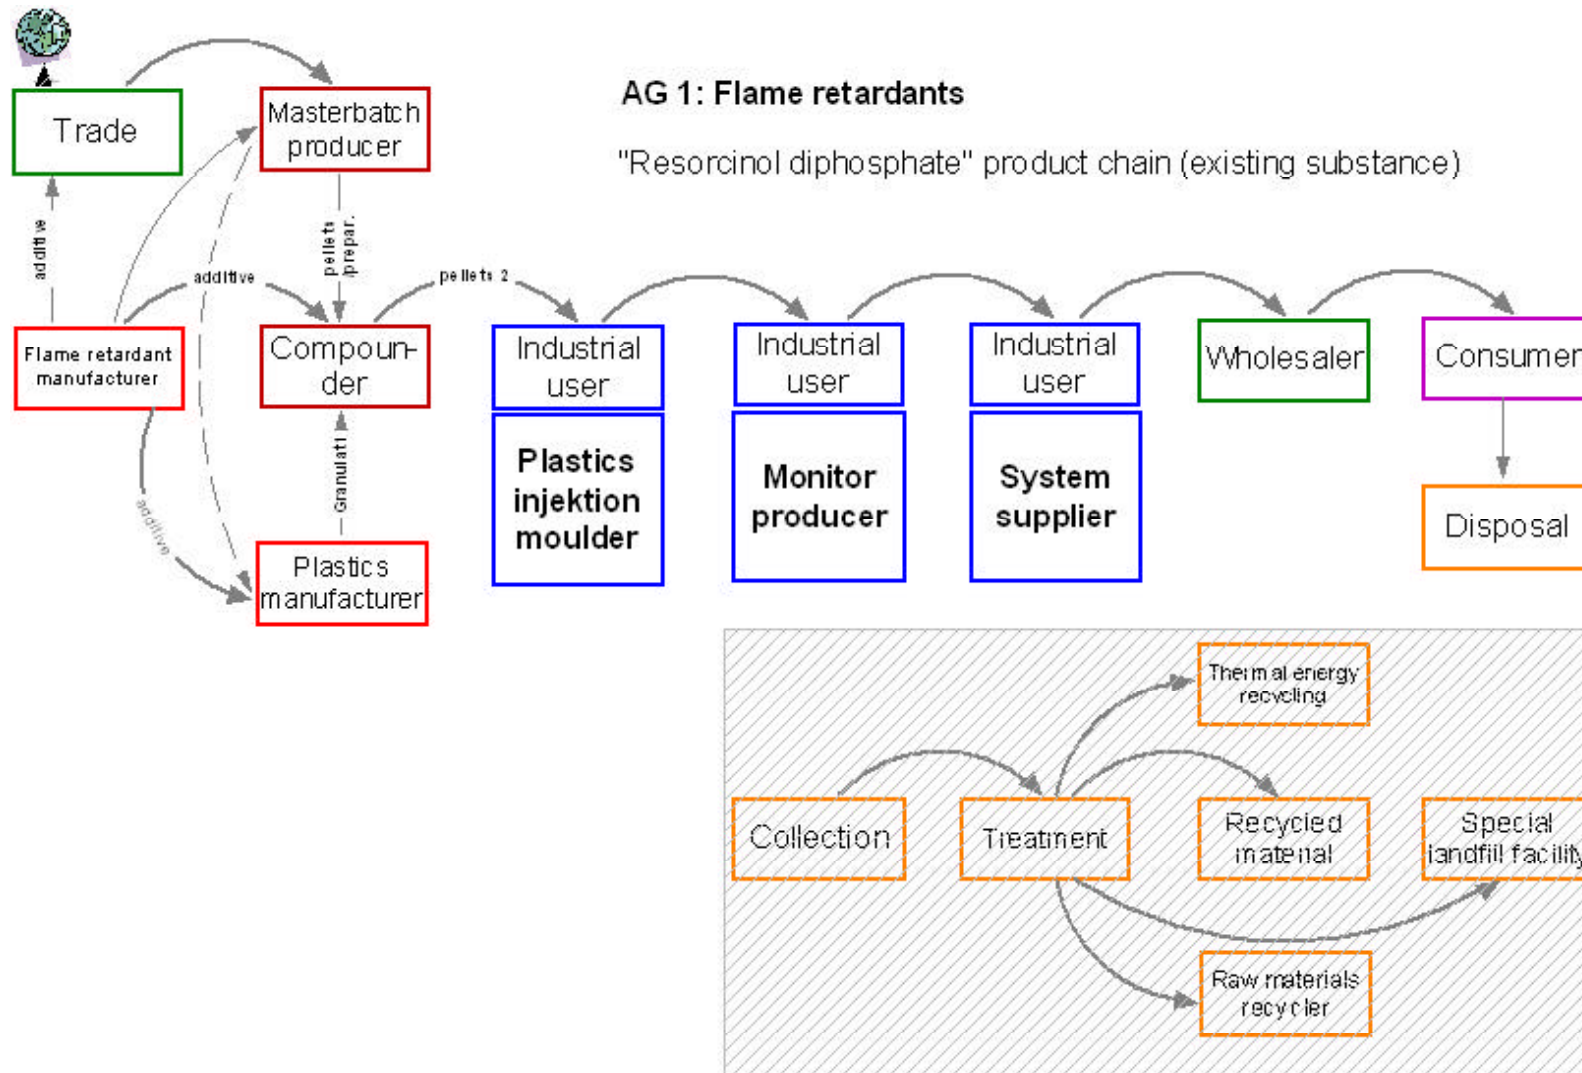 AG 1: Flame retardants
"Resorcinol diphosphate" product chain (existing substance)
Trade
Masterbatch
producer
additive
pellets
/prepar.
additive
pellets 2
Flame retardant
manufacturer
Compoun-
der
Industrial
user
Industrial
user
Industrial
user
Wholesaler
Consumer
Plastics
injektion
moulder
Monitor
producer
System
supplier
Granulat1
additive
Disposal
Plastics
manufacturer
Thermal energy
recycling
Collection
Treatment
Recycled
material
Special
landfill facility
Raw materials
recycler